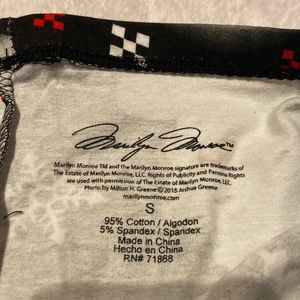 Marilyn Monroe™
Marilyn Monroe TM and the Marilyn Monroe signature are trademarks of
The Estate of Marilyn Monroe, LLC. Rights of Publicity and Persona Rights
are used with permission of The Estate of Marilyn Monroe, LLC.
Photo by Milton H. Greene©2015 Joshua Greene
marilynmonroe.com
S
95% Cotton / Algodon
5% Spandex / Spandex
Made in China
Hecho en China
RN# 71868